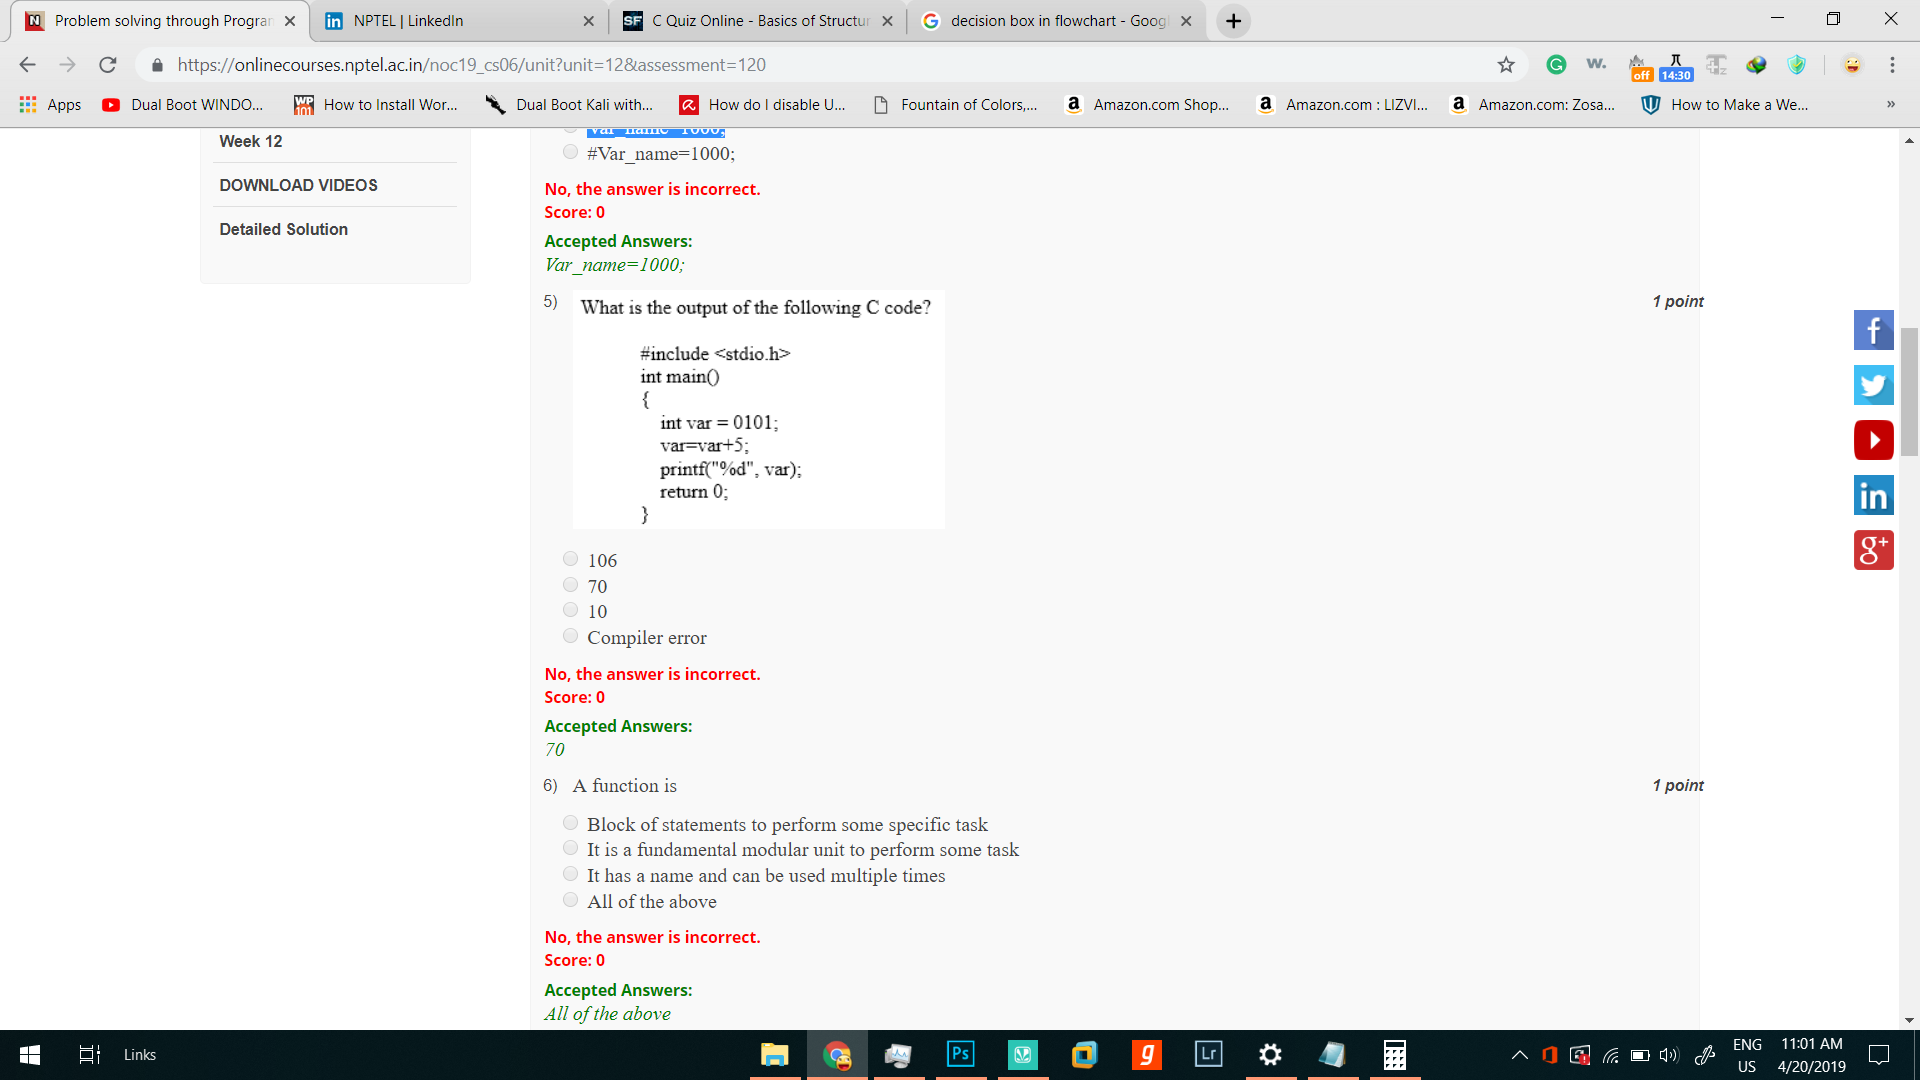 Problem solving through Progran
NPTEL | LinkedIn
SF C Quiz Online - Basics of Structur
decision box in flowchart - Googl
https://onlinecourses.nptel.ac.in/noc19_cs06/unit?unit=12&assessment=120
off
14:30
Apps
Dual Boot WINDO...
How to Install Wor...
Dual Boot Kali with...
How do I disable U...
Fountain of Colors,...
Amazon.com Shop...
Amazon.com : LIZVI...
Amazon.com: Zosa...
How to Make a We...
»
Week 12
DOWNLOAD VIDEOS
Detailed Solution
#Var_name=1000;
No, the answer is incorrect.
Score: 0
Accepted Answers:
Var_name=1000;
5) What is the output of the following C code?
1 point
#include <stdio.h>
int main()
{
int var = 0101;
var=var+5;
printf("%d", var);
return 0;
}
106
70
10
Compiler error
No, the answer is incorrect.
Score: 0
Accepted Answers:
70
6) A function is
1 point
Block of statements to perform some specific task
It is a fundamental modular unit to perform some task
It has a name and can be used multiple times
All of the above
No, the answer is incorrect.
Score: 0
Accepted Answers:
All of the above
Links
Ps
Lr
ENG
US
11:01 AM
4/20/2019